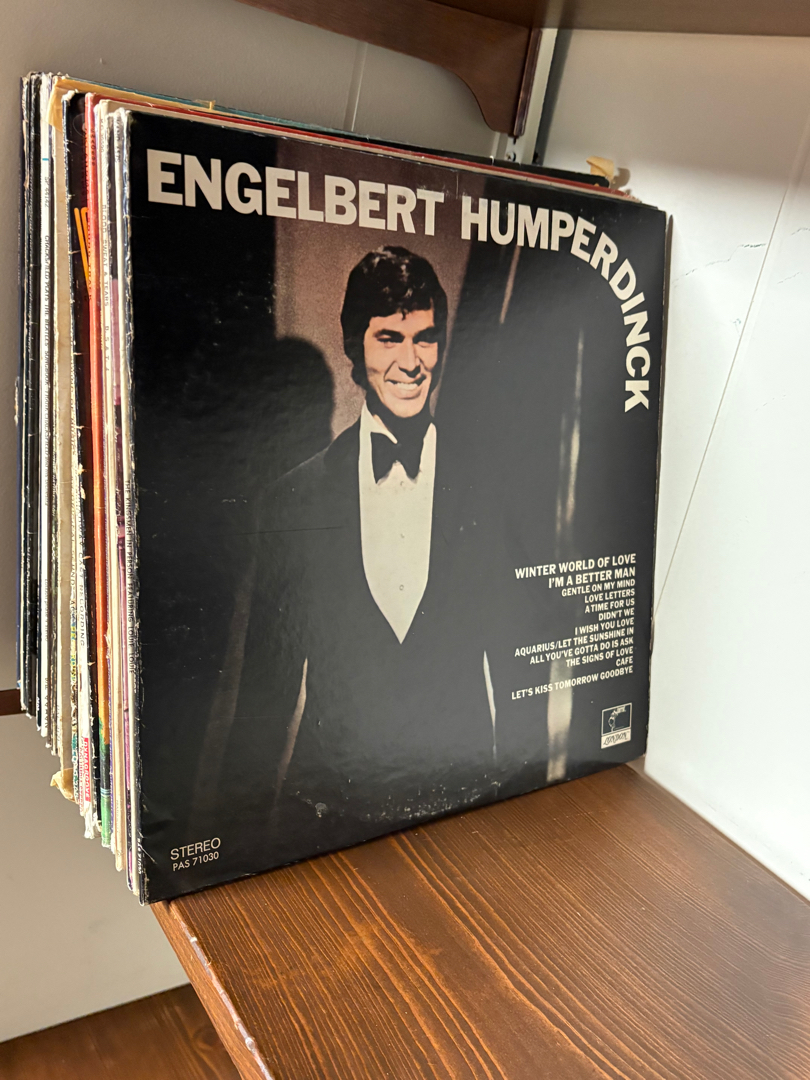 ENGELBERT HUMPERDINCK
WINTER WORLD OF LOVE
I'M A BETTER MAN
GENTLE ON MY MIND
LOVE LETTERS
A TIME FOR US
DIDN'T WE
I WISH YOU LOVE
AQUARIUS/LET THE SUNSHINE IN
ALL YOU'VE GOTTA DO IS ASK
THE SIGNS OF LOVE
CAFE
LET'S KISS TOMORROW GOODBYE
LONDON
STEREO
PAS 71030